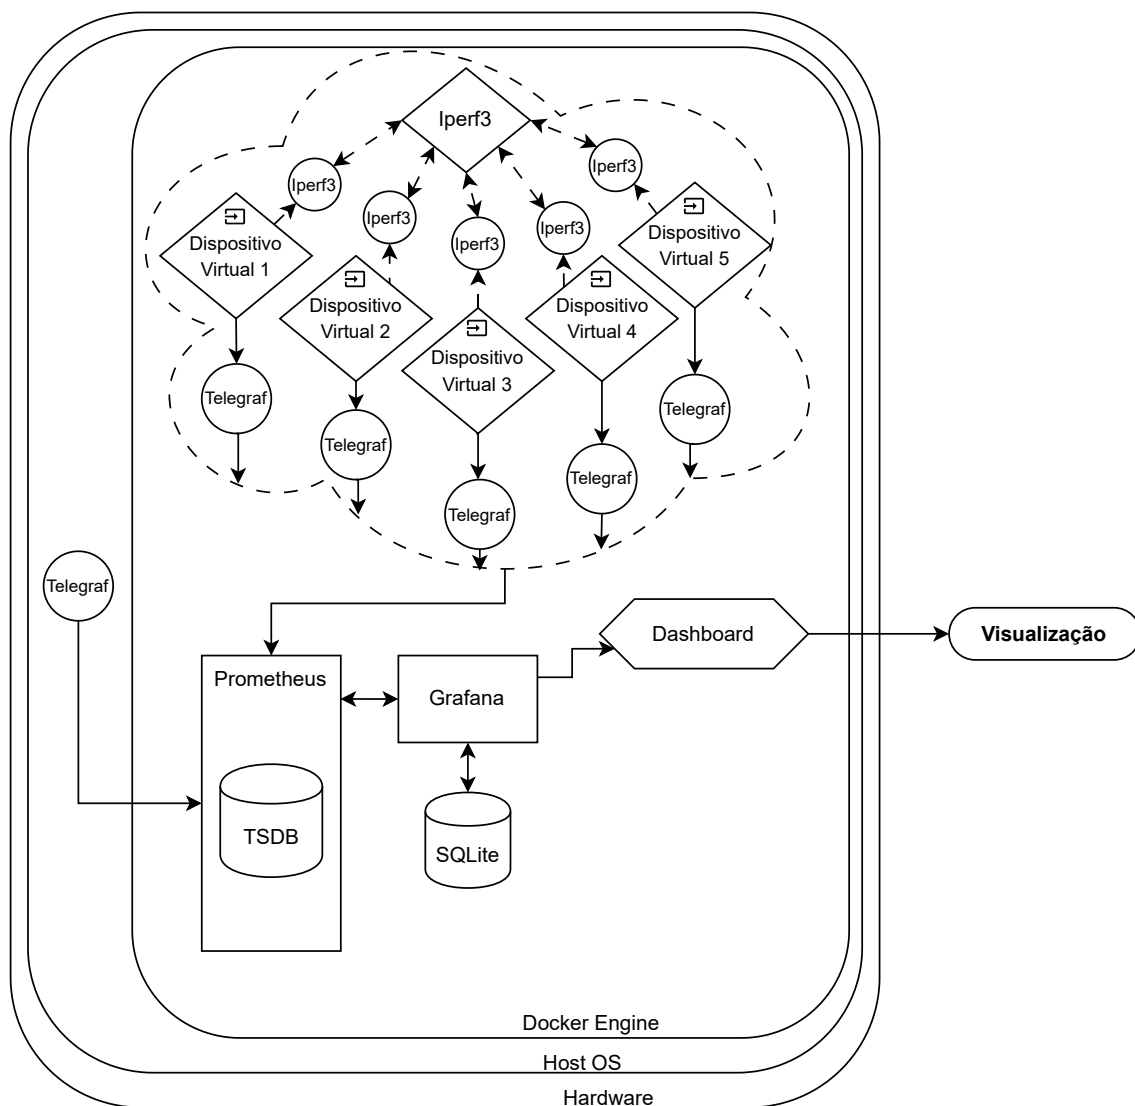 Iperf3
Iperf3
Iperf3
Iperf3
Iperf3
Iperf3
Dispositivo
Virtual 1
Dispositivo
Virtual 2
Dispositivo
Virtual 3
Dispositivo
Virtual 4
Dispositivo
Virtual 5
Telegraf
Telegraf
Telegraf
Telegraf
Telegraf
Telegraf
Prometheus
TSDB
Grafana
SQLite
Dashboard
Visualização
Docker Engine
Host OS
Hardware